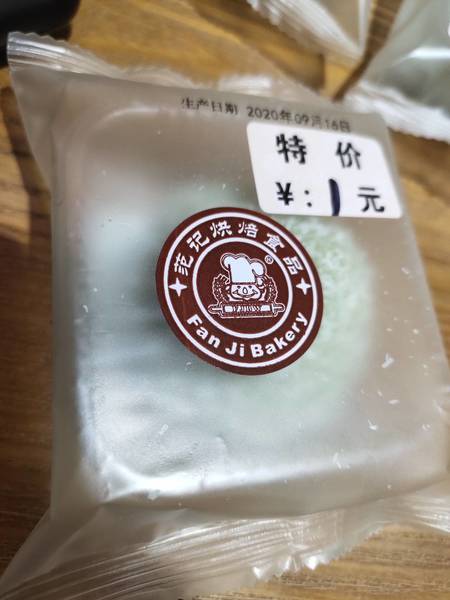 生产日期 2020年09月16日
特 价
¥:1元
范记烘焙食品
®
Fan Ji Bakery